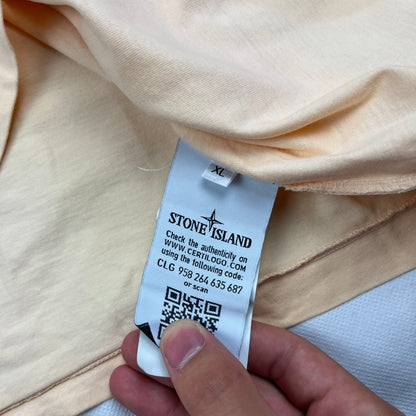 XL
STONE ISLAND
Check the authenticity on
WWW.CERTILOGO.COM
using the following code:
CLG 958 264 635 687
or scan
XL